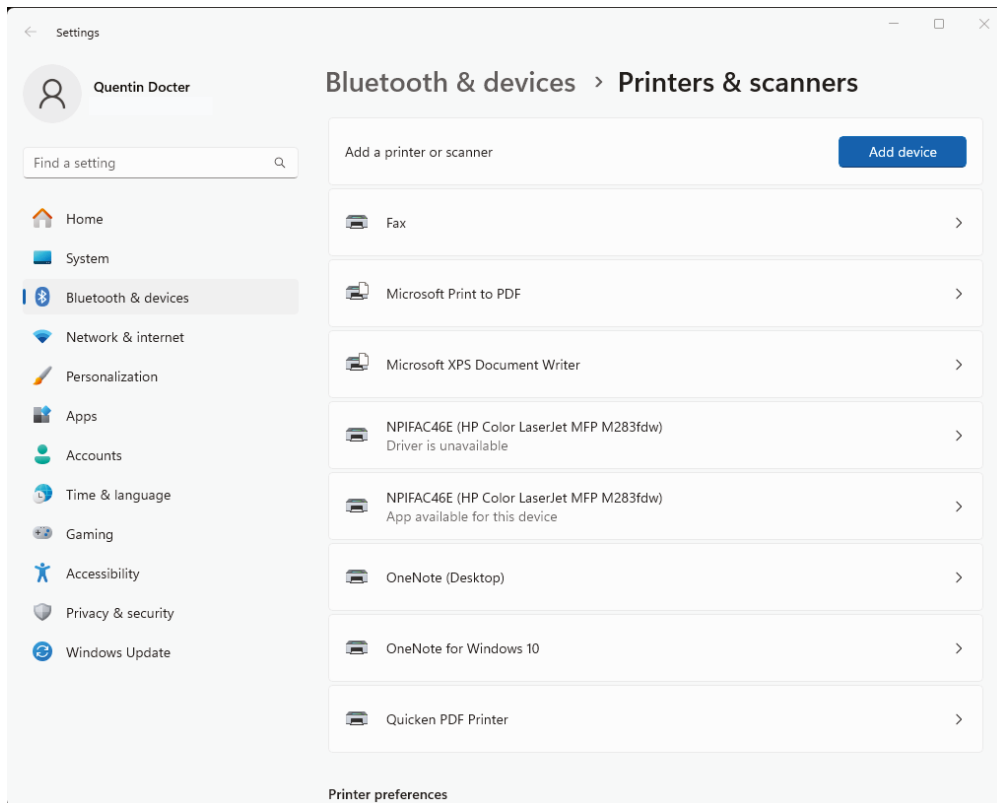 Settings
Quentin Docter
Find a setting
Home
System
Bluetooth & devices
Network & internet
Personalization
Apps
Accounts
Time & language
Gaming
Accessibility
Privacy & security
Windows Update
Bluetooth & devices > Printers & scanners
Add a printer or scanner
Add device
Fax
Microsoft Print to PDF
Microsoft XPS Document Writer
NPIFAC46E (HP Color LaserJet MFP M283fdw)
Driver is unavailable
NPIFAC46E (HP Color LaserJet MFP M283fdw)
App available for this device
OneNote (Desktop)
OneNote for Windows 10
Quicken PDF Printer
Printer preferences